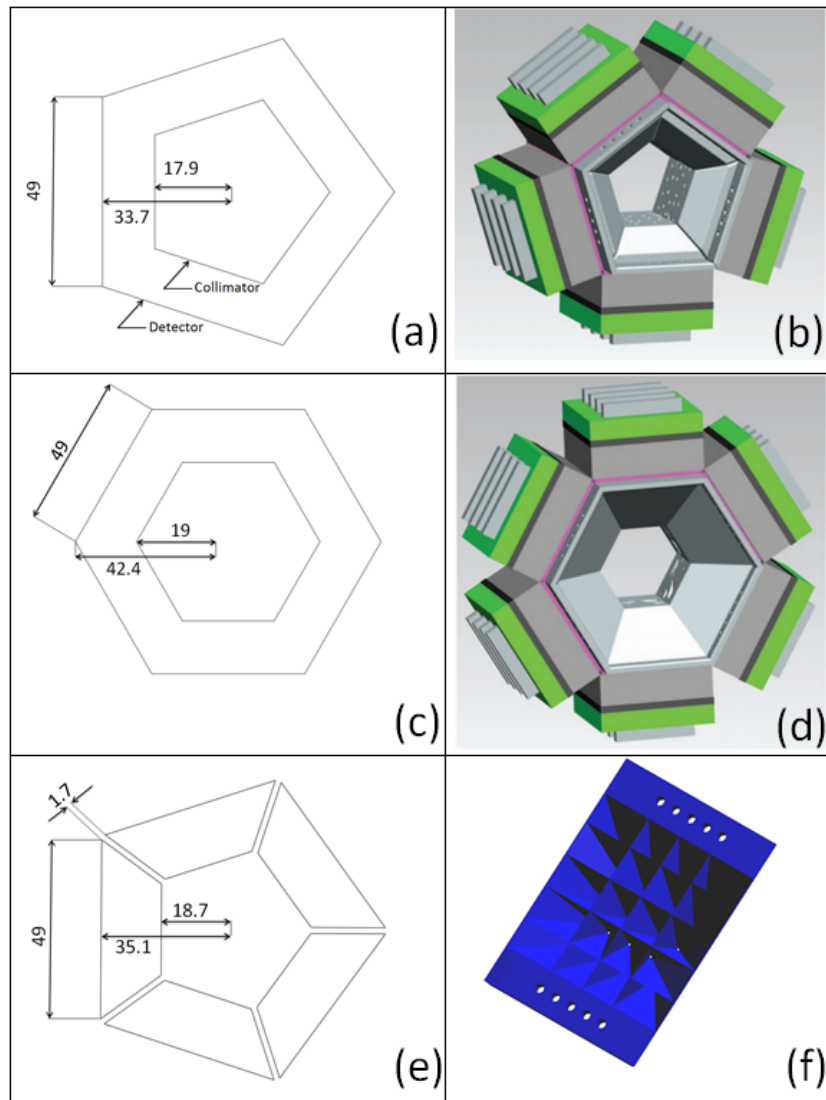 49
17.9
33.7
Collimator
Detector
(a)
(b)
49
19
42.4
(c)
(d)
1.7
49
18.7
35.1
(e)
(f)